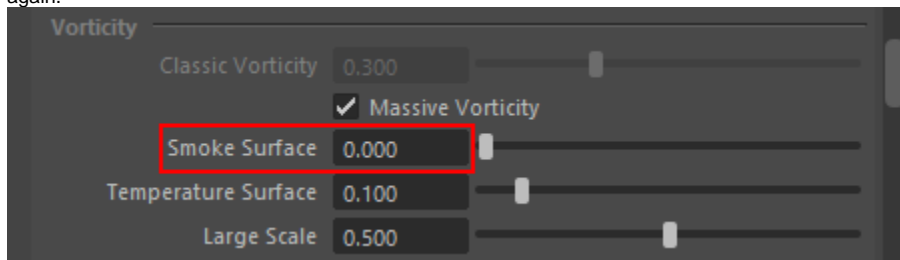 again.
Vorticity
Classic Vorticity 0.300
Massive Vorticity
Smoke Surface 0.000
Temperature Surface 0.100
Large Scale 0.500